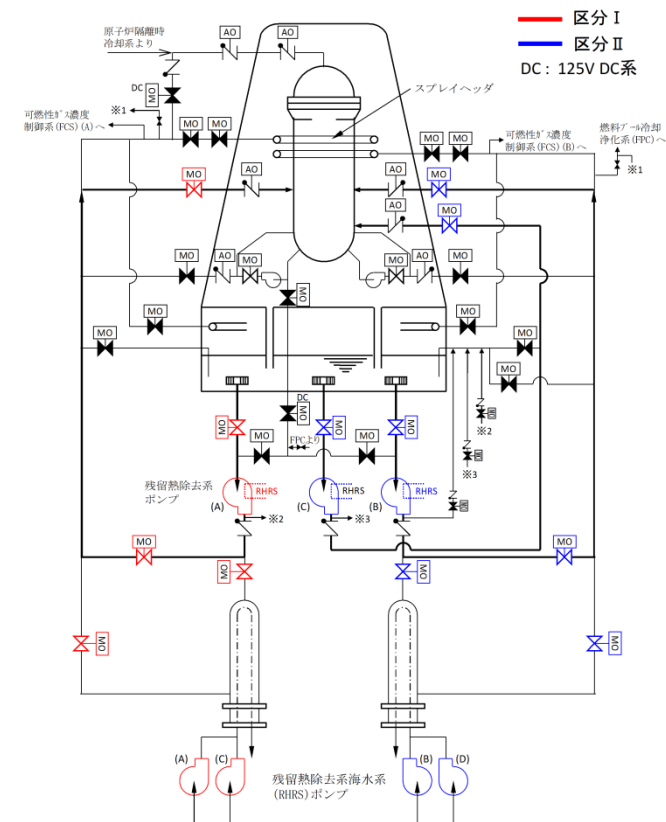 区分Ⅰ
区分Ⅱ
DC : 125V DC系
原子炉隔離時
冷却系より
AO
AO
DC
MO
スプレイヘッダ
可燃性ｶﾞｽ濃度
制御系(FCS)(A)へ
※1
MO
MO
MO
MO
可燃性ｶﾞｽ濃度
制御系(FCS)(B)へ
燃料ﾌﾟｰﾙ冷却
浄化系(FPC)へ
※1
MO
AO
AO
MO
AO
MO
MO
AO
MO
MO
AO
MO
MO
MO
MO
MO
MO
MO
DC
MO
MO
MO
MO
※2
※3
MO
FPCより
MO
残留熱除去系
ポンプ
(A)
RHRS
(C)
RHRS
(B)
RHRS
※2
※3
MO
MO
MO
MO
MO
MO
(A)
(C)
残留熱除去系海水系
(RHRS)ポンプ
(B)
(D)